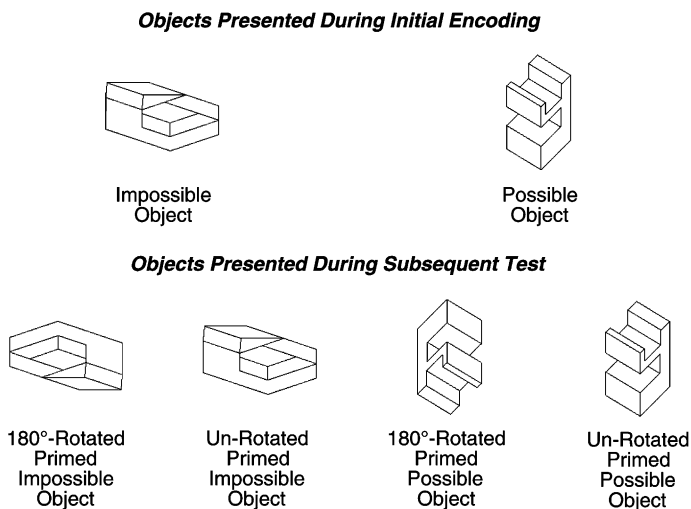 Objects Presented During Initial Encoding
Impossible
Object
Possible
Object
Objects Presented During Subsequent Test
180°-Rotated
Primed
Impossible
Object
Un-Rotated
Primed
Impossible
Object
180°-Rotated
Primed
Possible
Object
Un-Rotated
Primed
Possible
Object